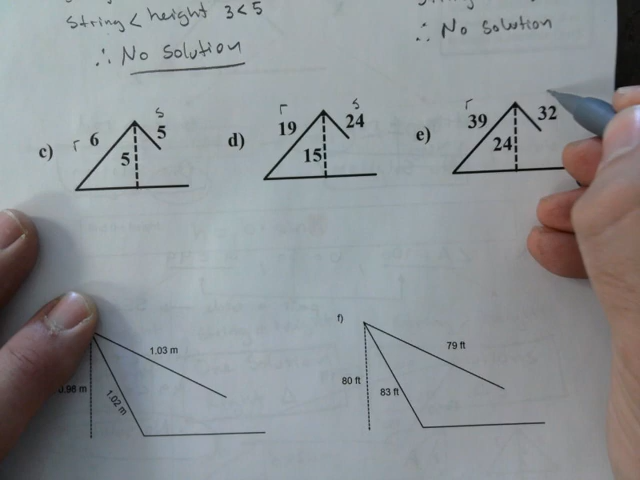 String < height 3<5
∴ No solution
∴ No solution
c) r 6 s 5 5
d) r 19 s 24 15
e) r 39 32 24
1.03 m
0.98 m
1.02 m
f)
79 ft
80 ft
83 ft